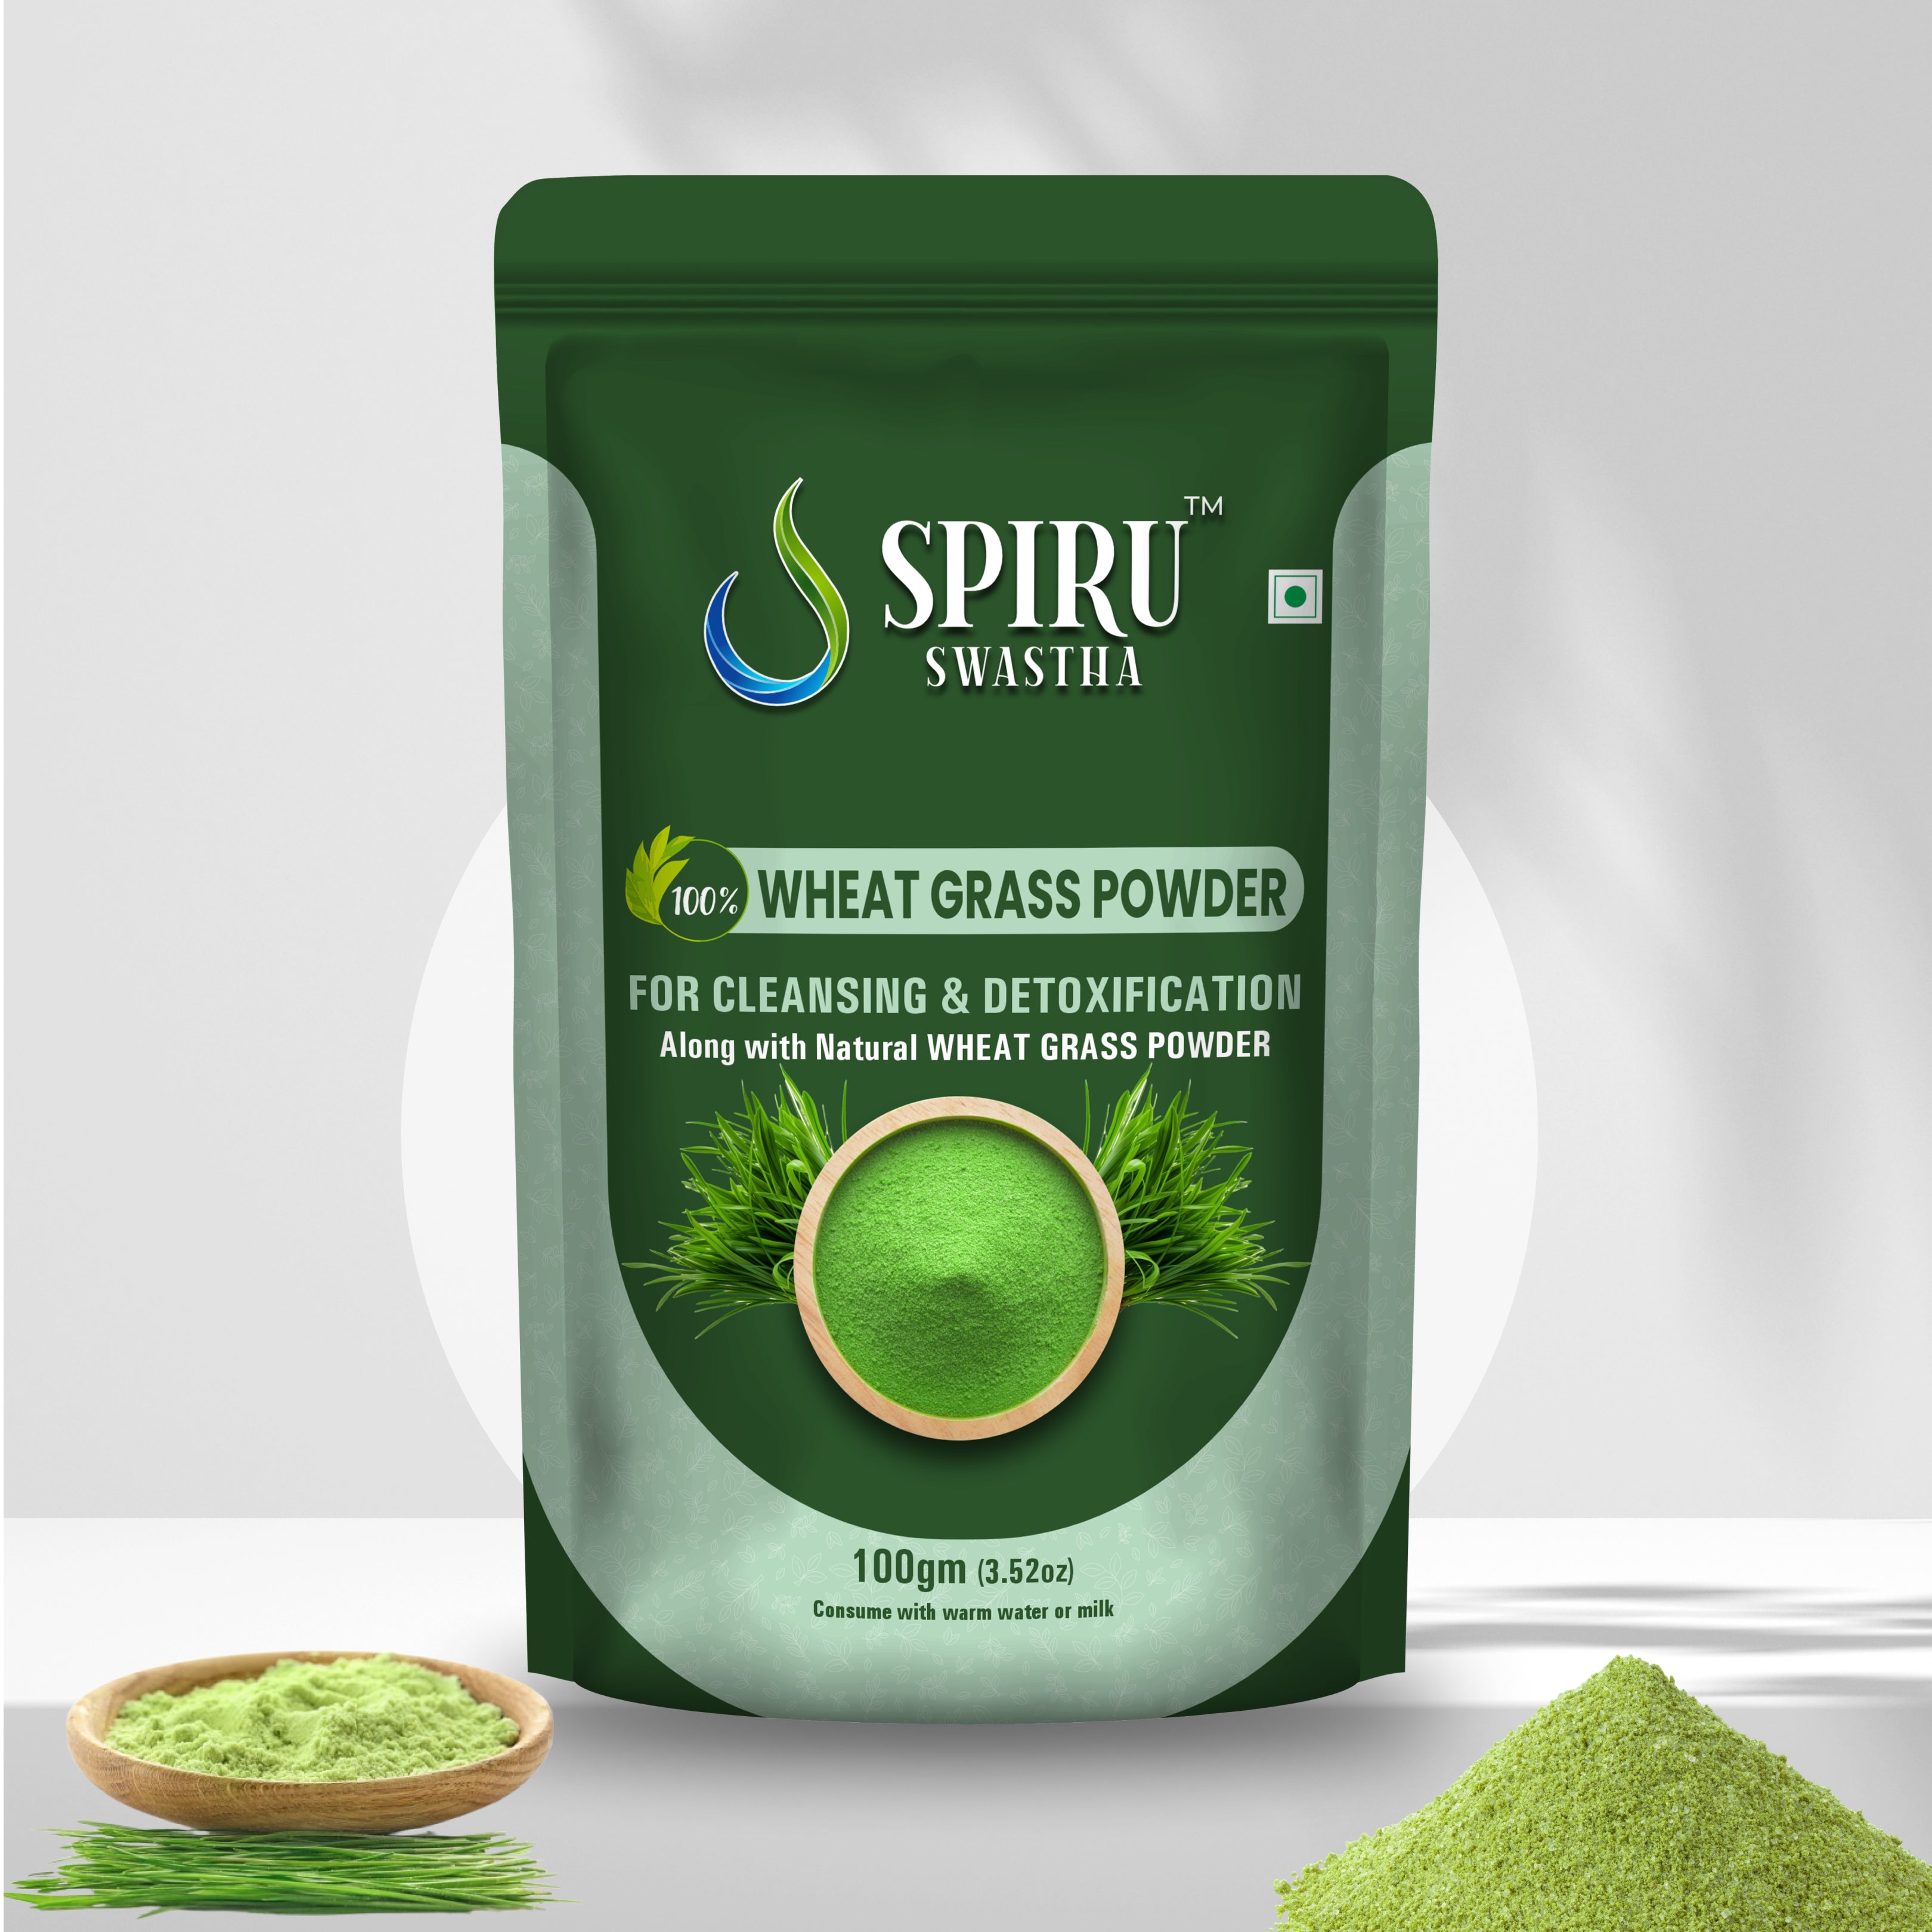 SPIRU™
SWASTHA
100% WHEAT GRASS POWDER
FOR CLEANSING & DETOXIFICATION
Along with Natural WHEAT GRASS POWDER
100gm (3.52oz)
Consume with warm water or milk